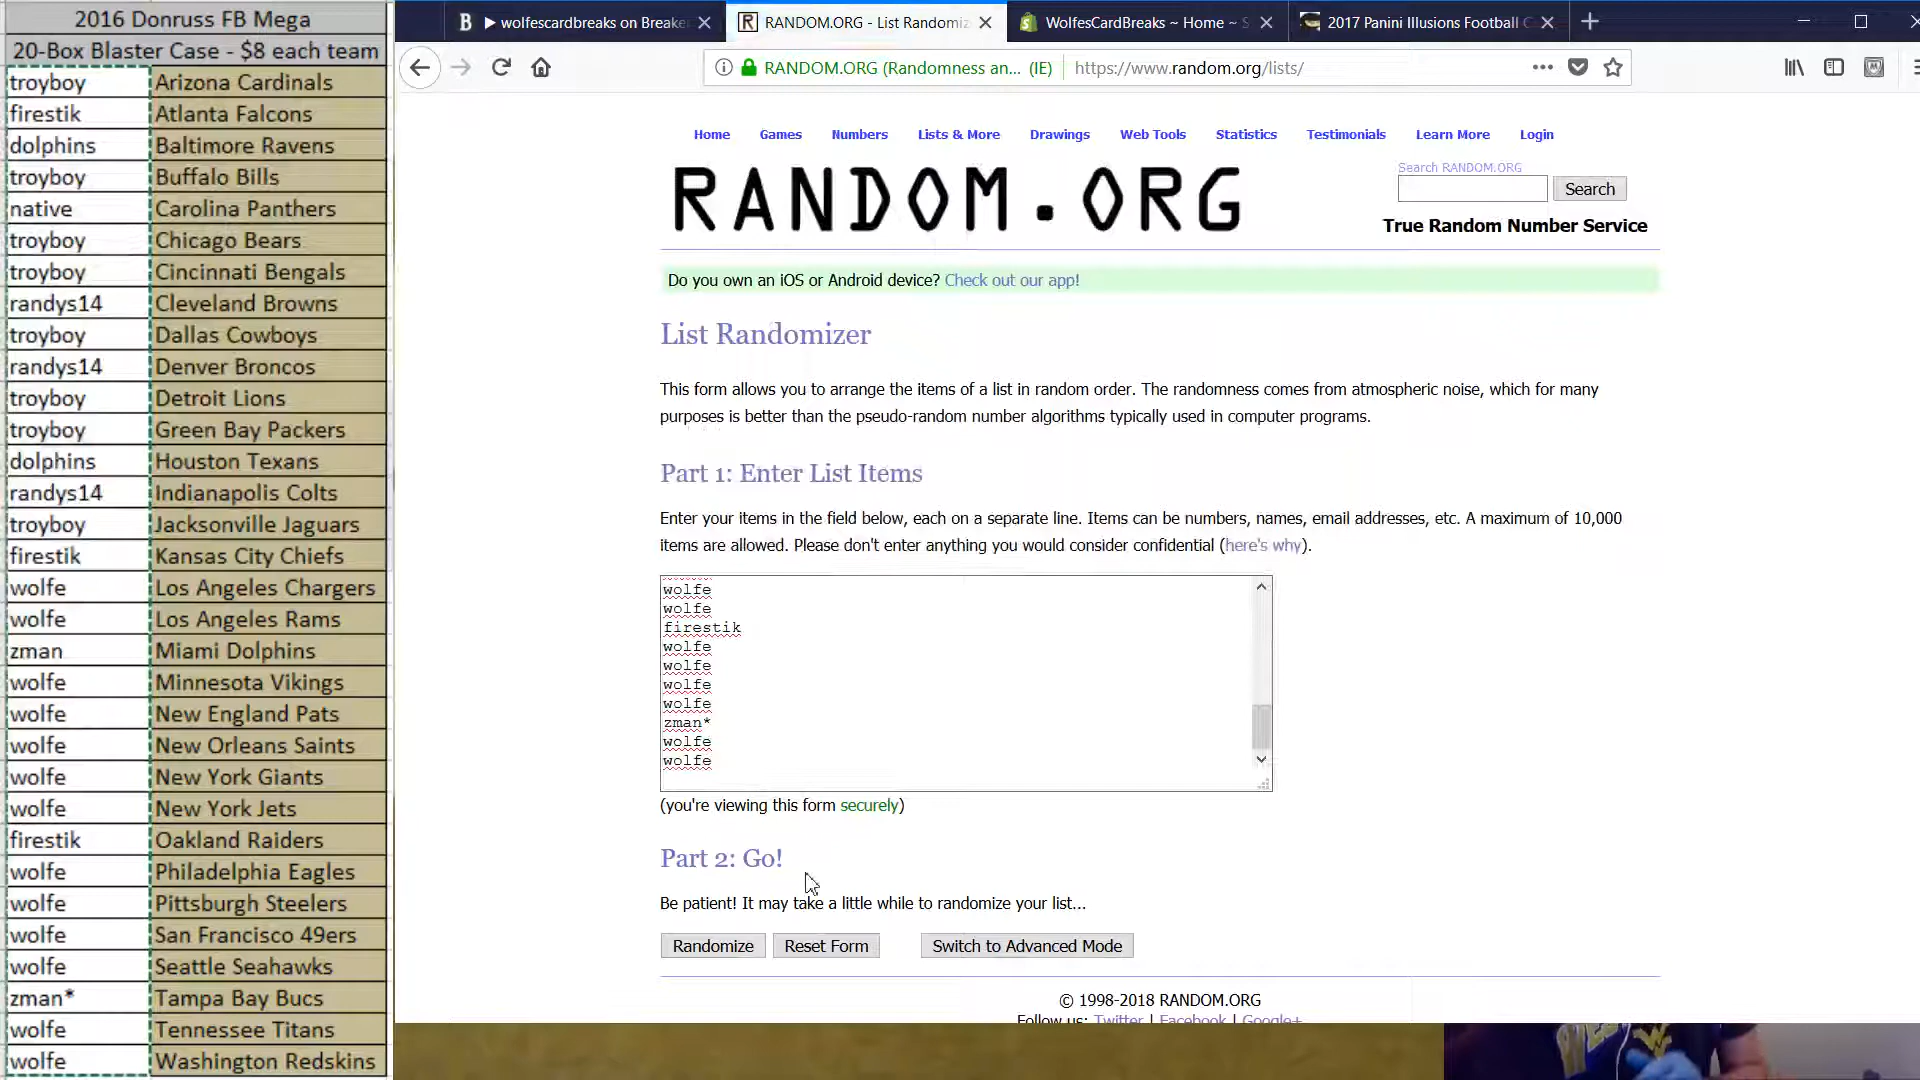 2016 Donruss FB Mega
20-Box Blaster Case - $8 each team
troyboy Arizona Cardinals
firestik Atlanta Falcons
dolphins Baltimore Ravens
troyboy Buffalo Bills
native Carolina Panthers
troyboy Chicago Bears
troyboy Cincinnati Bengals
randys14 Cleveland Browns
troyboy Dallas Cowboys
randys14 Denver Broncos
troyboy Detroit Lions
troyboy Green Bay Packers
dolphins Houston Texans
randys14 Indianapolis Colts
troyboy Jacksonville Jaguars
firestik Kansas City Chiefs
wolfe Los Angeles Chargers
wolfe Los Angeles Rams
zman Miami Dolphins
wolfe Minnesota Vikings
wolfe New England Pats
wolfe New Orleans Saints
wolfe New York Giants
wolfe New York Jets
firestik Oakland Raiders
wolfe Philadelphia Eagles
wolfe Pittsburgh Steelers
wolfe San Francisco 49ers
wolfe Seattle Seahawks
zman* Tampa Bay Bucs
wolfe Tennessee Titans
wolfe Washington Redskins
B wolfescardbreaks on Breaker
RANDOM.ORG - List Randomiz
WolfesCardBreaks ~ Home ~ S
2017 Panini Illusions Football C
RANDOM.ORG (Randomness an... (IE) https://www.random.org/lists/
Home Games Numbers Lists & More Drawings Web Tools Statistics Testimonials Learn More Login
RANDOM.ORG
Search RANDOM.ORG
Search
True Random Number Service
Do you own an iOS or Android device? Check out our app!
List Randomizer
This form allows you to arrange the items of a list in random order. The randomness comes from atmospheric noise, which for many
purposes is better than the pseudo-random number algorithms typically used in computer programs.
Part 1: Enter List Items
Enter your items in the field below, each on a separate line. Items can be numbers, names, email addresses, etc. A maximum of 10,000
items are allowed. Please don't enter anything you would consider confidential (here's why).
wolfe
wolfe
firestik
wolfe
wolfe
wolfe
wolfe
zman*
wolfe
wolfe
(you're viewing this form securely)
Part 2: Go!
Be patient! It may take a little while to randomize your list...
Randomize Reset Form Switch to Advanced Mode
© 1998-2018 RANDOM.ORG
Follow us: Twitter | Facebook | Google+